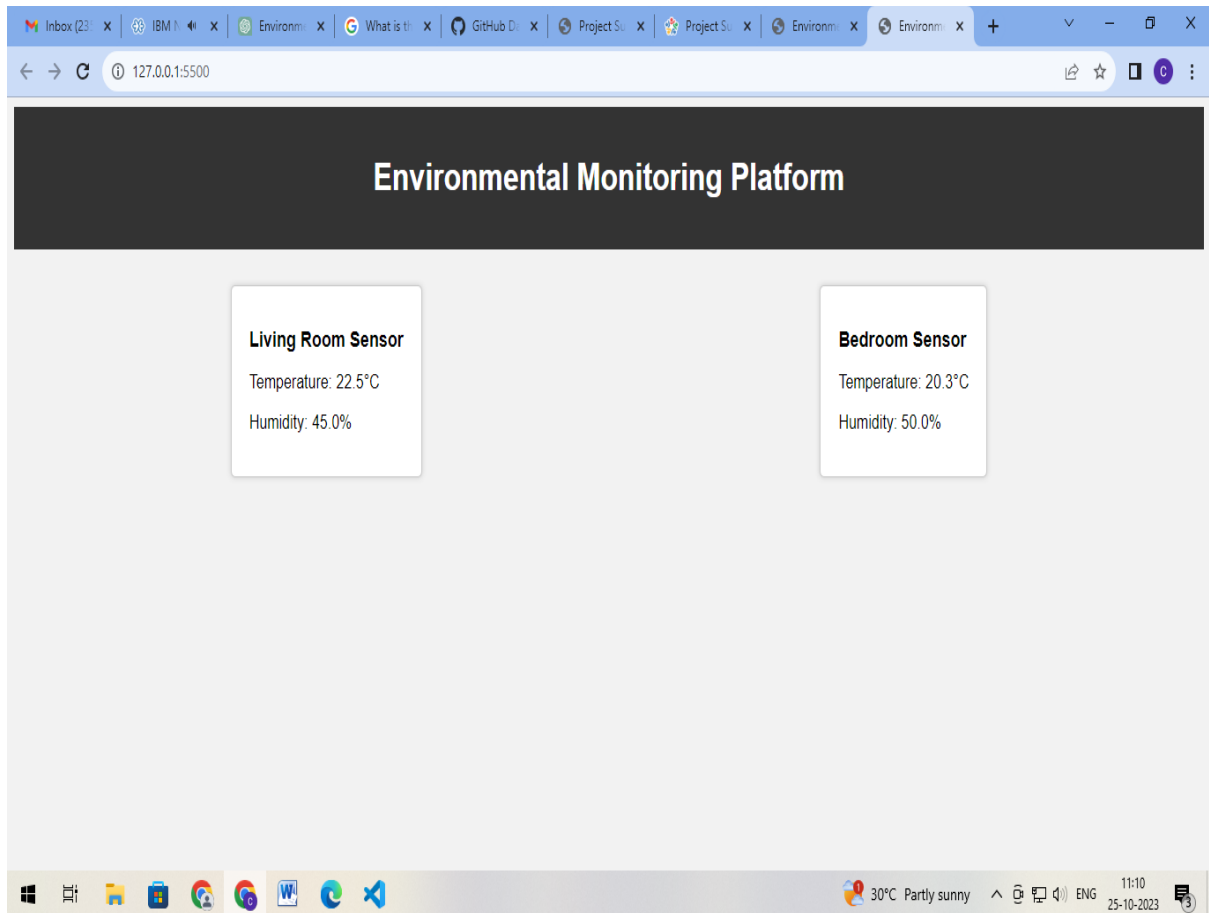 Inbox (23
IBM N
Environm
What is th
GitHub Da
Project Su
Project Su
Environm
Environm
127.0.0.1:5500
C
Environmental Monitoring Platform
Living Room Sensor
Temperature: 22.5°C
Humidity: 45.0%
Bedroom Sensor
Temperature: 20.3°C
Humidity: 50.0%
30°C Partly sunny
ENG
11:10
25-10-2023
3